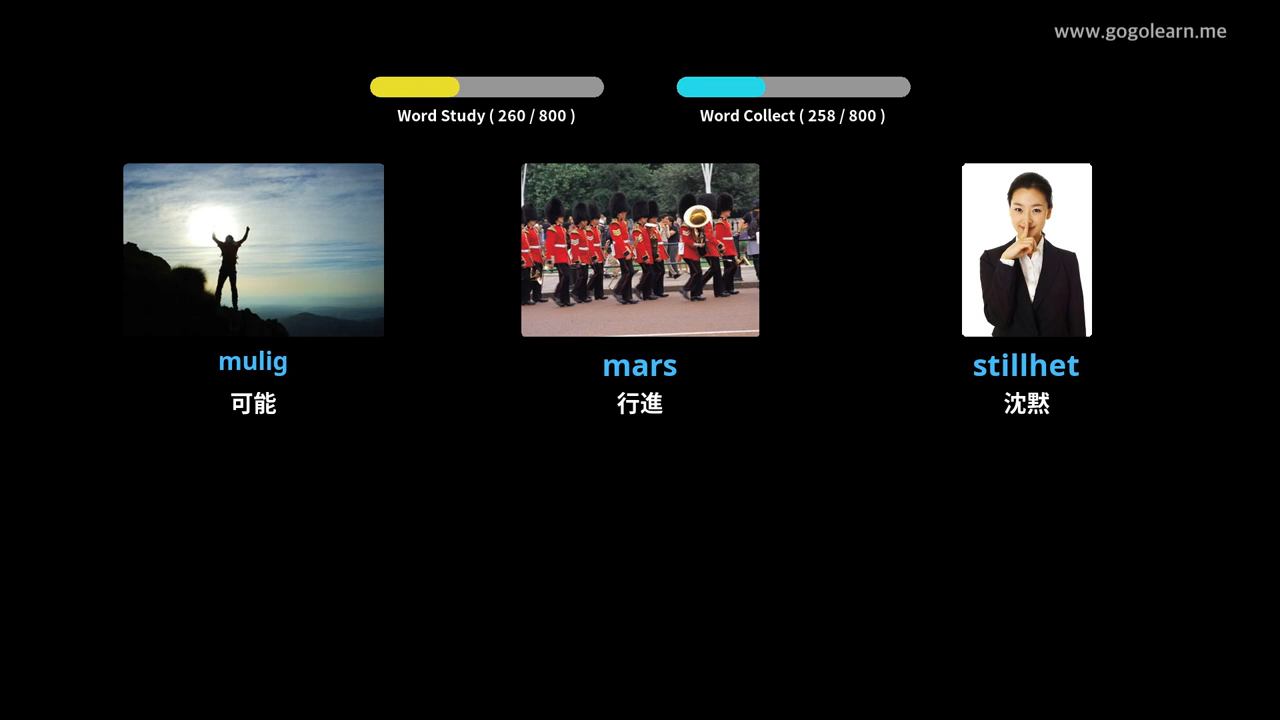 www.gogolearn.me
Word Study ( 260 / 800 )
Word Collect ( 258 / 800 )
mulig
可能
mars
行進
stillhet
沈黙